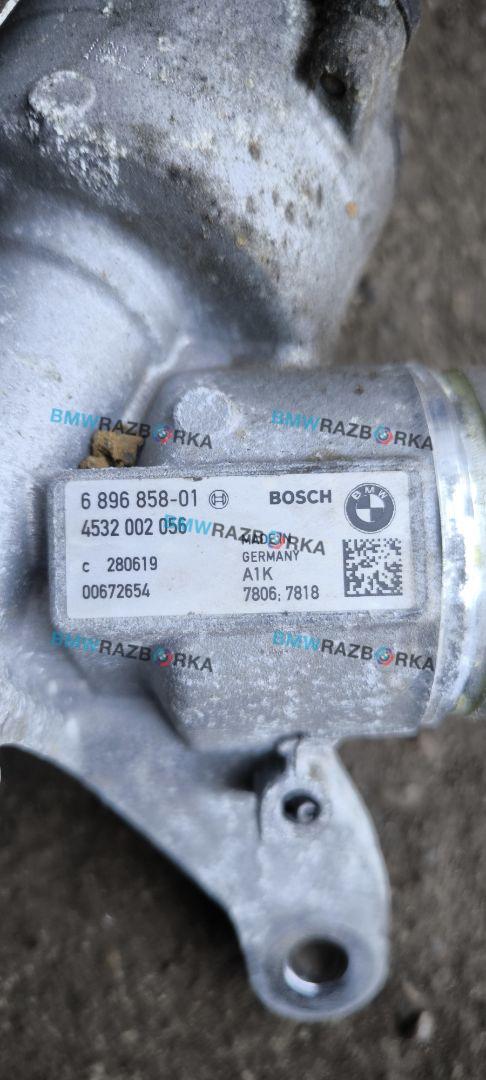 BMWRAZBORKA BMWRAZBORKA
6 896 858-01 BOSCH BMW
4532 002 056 MADE IN
BMWRAZBORKA
GERMANY
c 280619
A1K
00672654 7806; 7818
BMWRAZBORKA BMWRAZBORKA